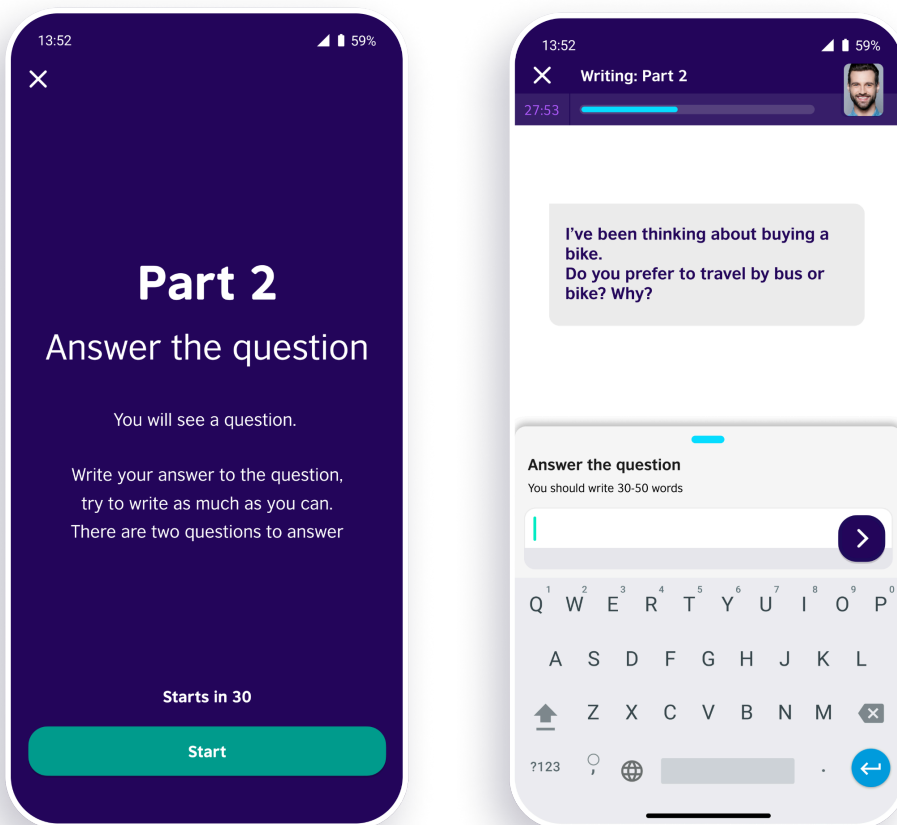 13:52
59%
Part 2
Answer the question
You will see a question.
Write your answer to the question,
try to write as much as you can.
There are two questions to answer
Starts in 30
Start
13:52
59%
Writing: Part 2
27:53
I've been thinking about buying a
bike.
Do you prefer to travel by bus or
bike? Why?
Answer the question
You should write 30-50 words
Q 1 W 2 E 3 R 4 T 5 Y 6 U 7 I 8 O 9 P 0
A S D F G H J K L
Z X C V B N M
?123 , .